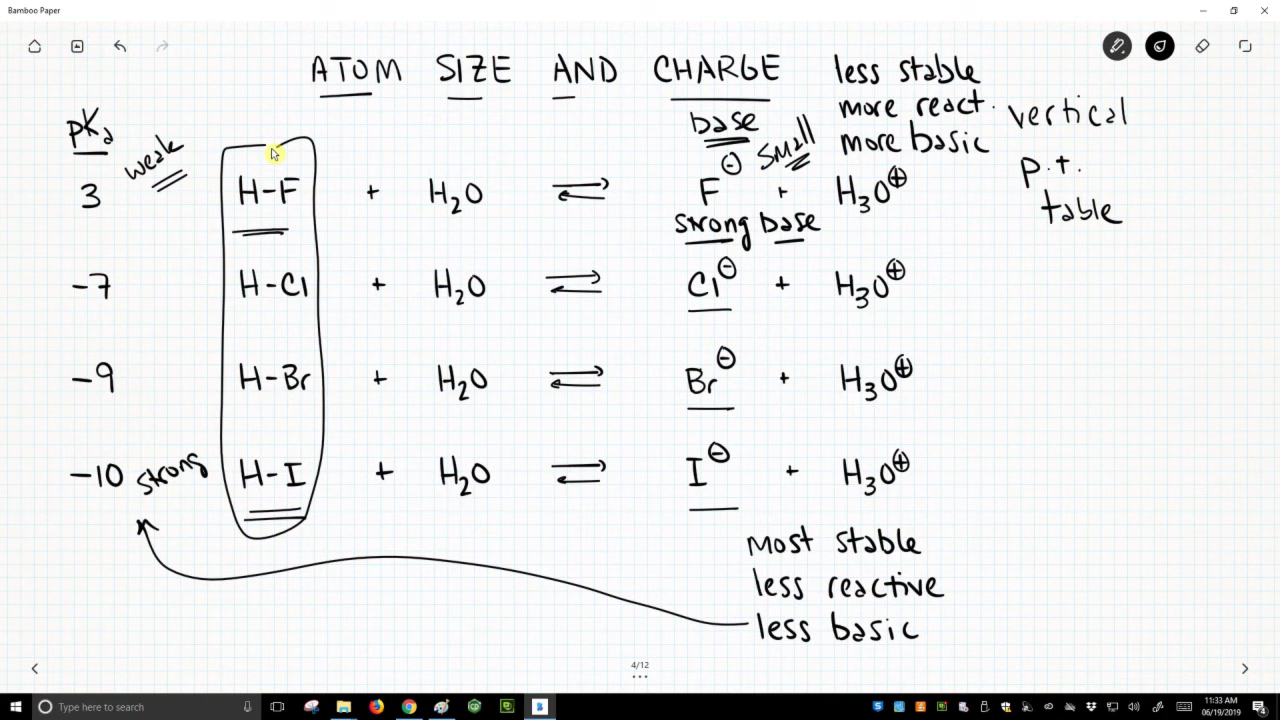 Bamboo Paper
ATOM SIZE AND CHARGE
less stable
more react.
more basic
vertical
p.t.
table
pKa
weak
base
small
3 H-F + H2O ⇌ F⊖ + H3O⊕
strong base
-7 H-Cl + H2O ⇌ Cl⊖ + H3O⊕
-9 H-Br + H2O ⇌ Br⊖ + H3O⊕
-10 strong H-I + H2O ⇌ I⊖ + H3O⊕
most stable
less reactive
less basic
4/12
Type here to search
11:33 AM
06/19/2019